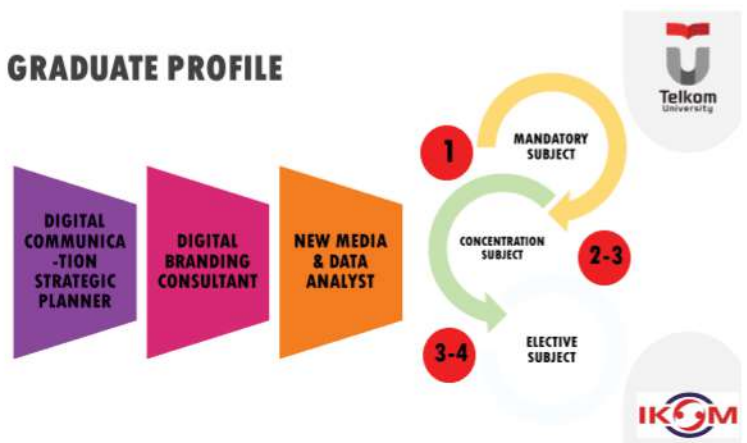 GRADUATE PROFILE
Telkom
University
1
MANDATORY
SUBJECT
DIGITAL
COMMUNICA
-TION
STRATEGIC
PLANNER
DIGITAL
BRANDING
CONSULTANT
NEW MEDIA
& DATA
ANALYST
CONCENTRATION
SUBJECT
2-3
3-4
ELECTIVE
SUBJECT
IKOM